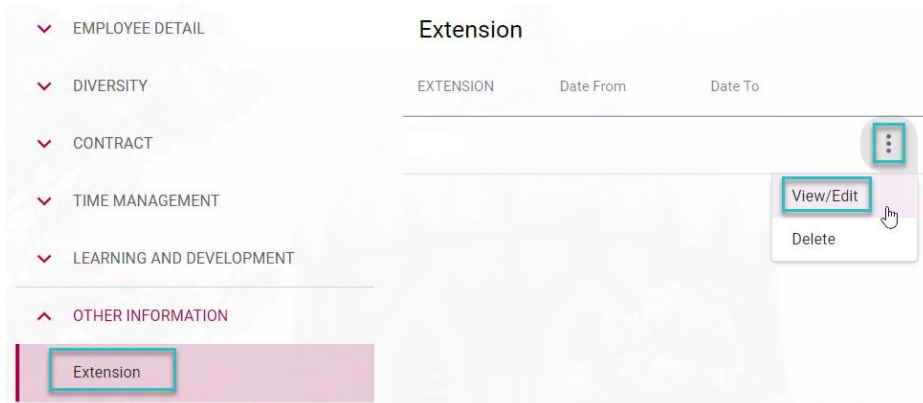 EMPLOYEE DETAIL
DIVERSITY
CONTRACT
TIME MANAGEMENT
LEARNING AND DEVELOPMENT
OTHER INFORMATION
Extension
Extension
EXTENSION Date From Date To
View/Edit
Delete